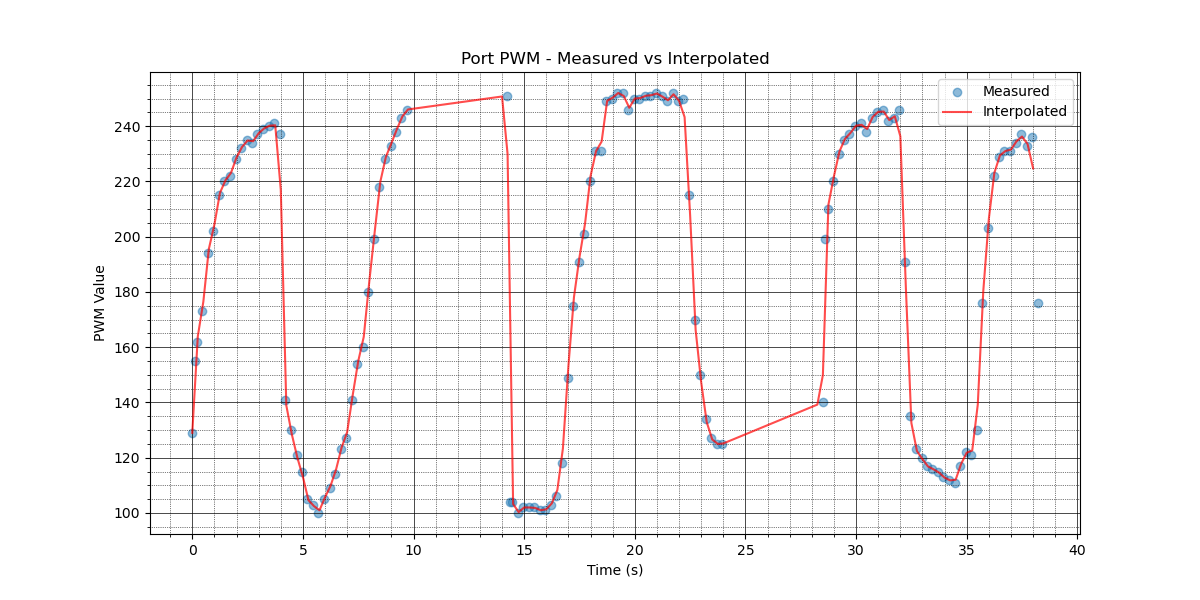 Port PWM - Measured vs Interpolated
Measured
Interpolated
PWM Value
240
220
200
180
160
140
120
100
0 5 10 15 20 25 30 35 40
Time (s)